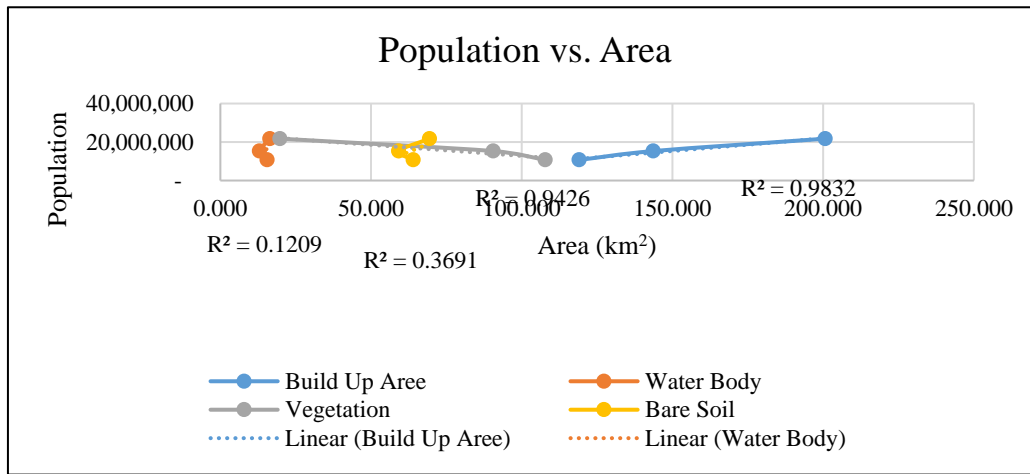 Population vs. Area
Population
40,000,000
20,000,000
-
0.000 50.000 100.000 150.000 200.000 250.000
R² = 0.9426
R² = 0.9832
R² = 0.1209
R² = 0.3691
Area (km²)
Build Up Aree
Water Body
Vegetation
Bare Soil
Linear (Build Up Aree)
Linear (Water Body)